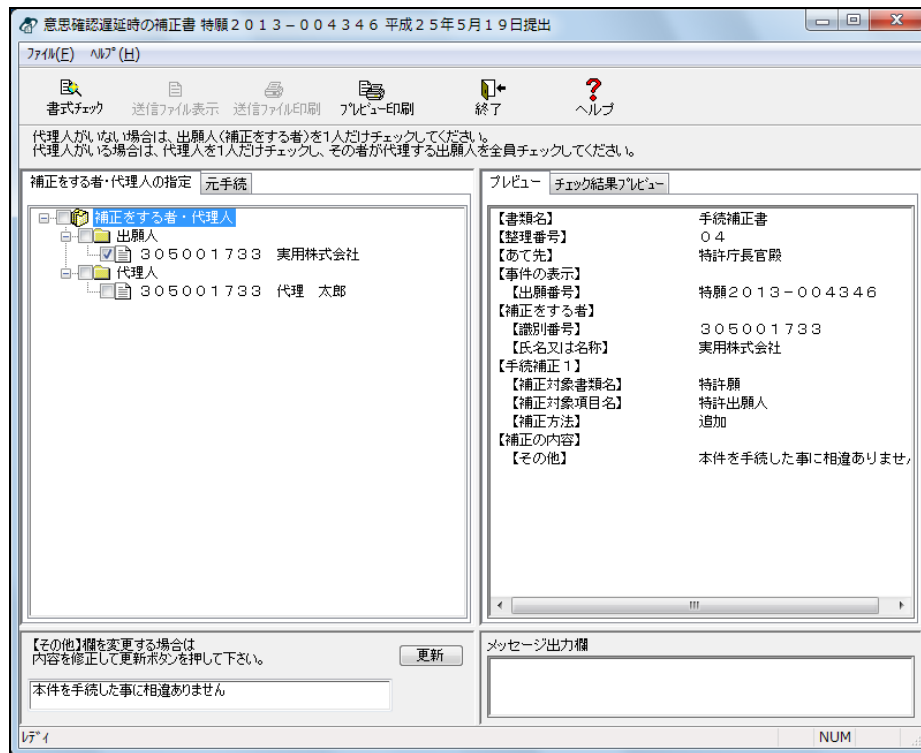 意思確認遅延時の補正書 特願２０１３－００４３４６ 平成２５年５月１９日提出
ﾌｧｲﾙ(F) ﾍﾙﾌﾟ(H)
書式ﾁｪｯｸ 送信ﾌｧｲﾙ表示 送信ﾌｧｲﾙ印刷 ﾌﾟﾚﾋﾞｭｰ印刷 終了 ヘルプ
代理人がいない場合は、出願人(補正をする者)を1人だけチェックしてください。
代理人がいる場合は、代理人を1人だけチェックし、その者が代理する出願人を全員チェックしてください。
補正をする者・代理人の指定 元手続
補正をする者・代理人
出願人
３０５００１７３３ 実用株式会社
代理人
３０５００１７３３ 代理 太郎
プレビュー ﾁｪｯｸ結果ﾌﾟﾚﾋﾞｭｰ
【書類名】 手続補正書
【整理番号】 ０４
【あて先】 特許庁長官殿
【事件の表示】
【出願番号】 特願２０１３－００４３４６
【補正をする者】
【識別番号】 ３０５００１７３３
【氏名又は名称】 実用株式会社
【手続補正１】
【補正対象書類名】 特許願
【補正対象項目名】 特許出願人
【補正方法】 追加
【補正の内容】
【その他】 本件を手続した事に相違ありませ
【その他】欄を変更する場合は
内容を修正して更新ボタンを押して下さい。
更新
本件を手続した事に相違ありません
メッセージ出力欄
ﾚﾃﾞｨ NUM